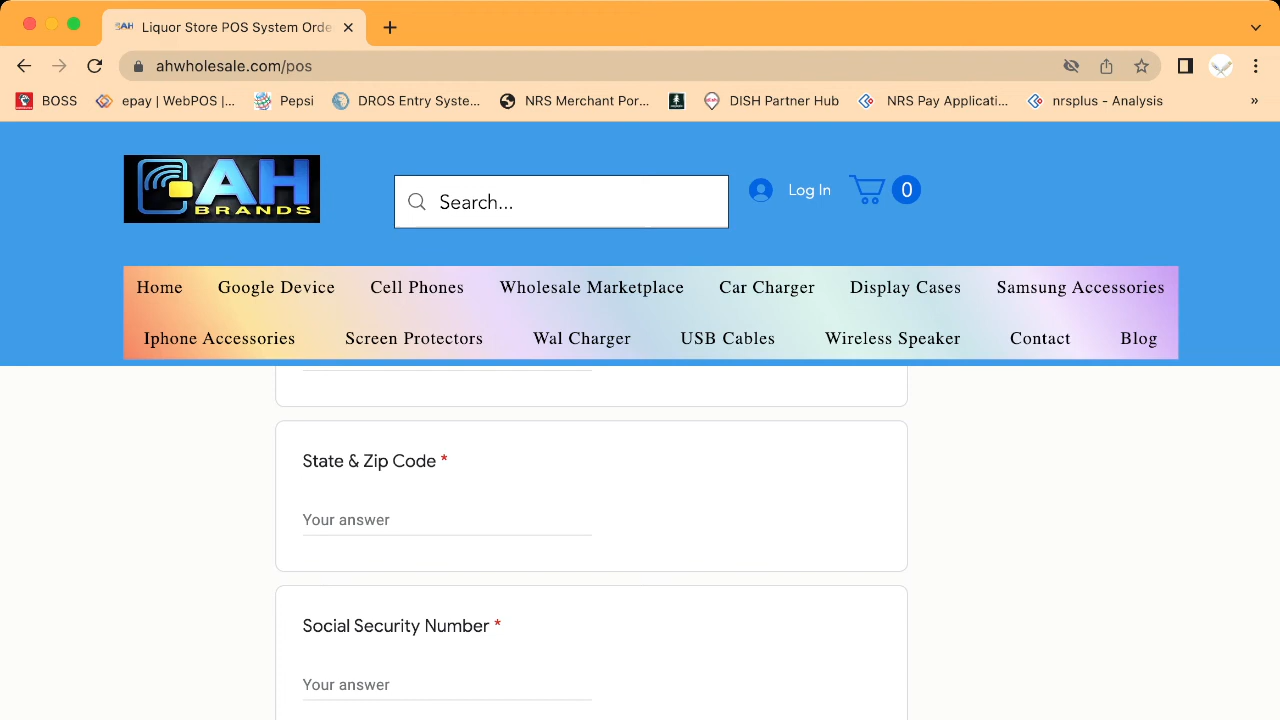 Liquor Store POS System Orde
ahwholesale.com/pos
BOSS epay | WebPOS |... Pepsi DROS Entry Syste... NRS Merchant Por... DISH Partner Hub NRS Pay Applicati... nrsplus - Analysis »
AH
BRANDS
Search...
Log In
0
Home Google Device Cell Phones Wholesale Marketplace Car Charger Display Cases Samsung Accessories
Iphone Accessories Screen Protectors Wal Charger USB Cables Wireless Speaker Contact Blog
State & Zip Code *
Your answer
Social Security Number *
Your answer